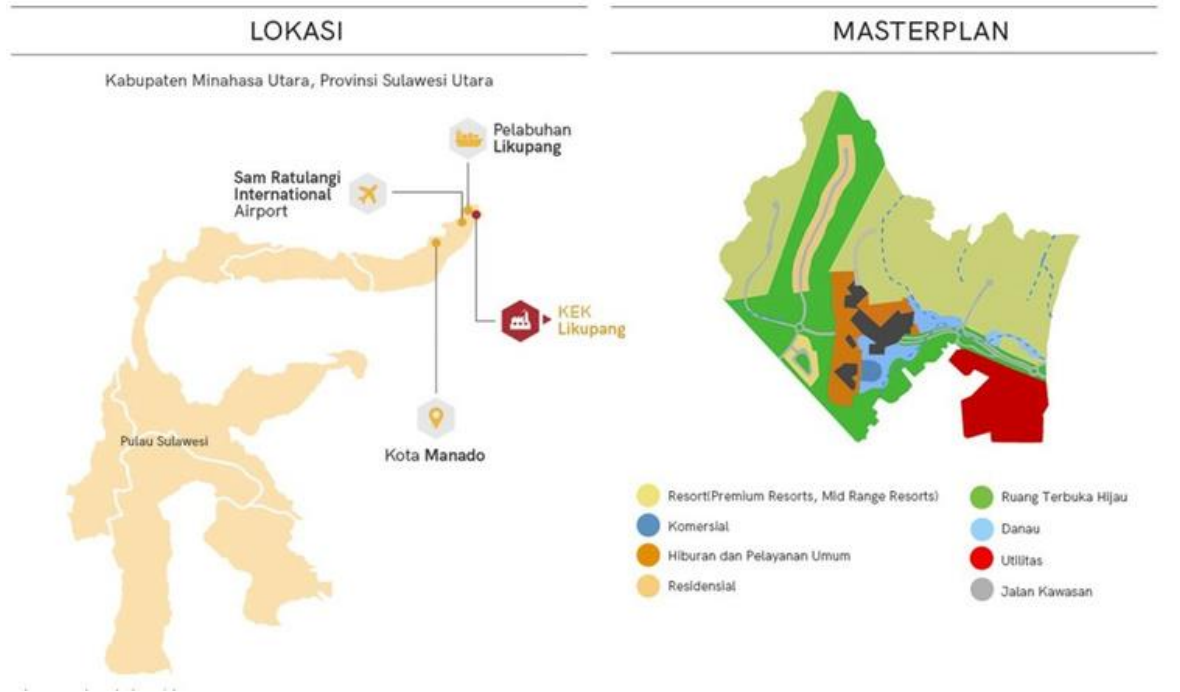 LOKASI
Kabupaten Minahasa Utara, Provinsi Sulawesi Utara
Pelabuhan
Likupang
Sam Ratulangi
International
Airport
KEK
Likupang
Kota Manado
Pulau Sulawesi
MASTERPLAN
Resort(Premium Resorts, Mid Range Resorts)
Komersial
Hiburan dan Pelayanan Umum
Residensial
Ruang Terbuka Hijau
Danau
Utilitas
Jalan Kawasan